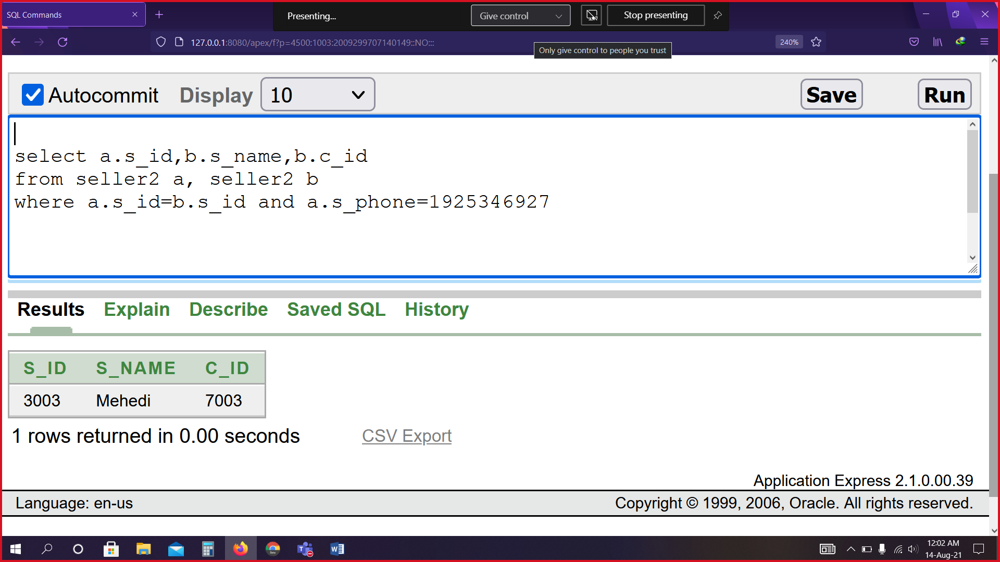 SQL Commands
Presenting...
Give control
Stop presenting
127.0.0.1:8080/apex/f?p=4500:1003:2009299707140149::NO:::
240%
Only give control to people you trust
Autocommit Display 10 Save Run
select a.s_id,b.s_name,b.c_id
from seller2 a, seller2 b
where a.s_id=b.s_id and a.s_phone=1925346927
Results Explain Describe Saved SQL History
S_ID S_NAME C_ID
3003 Mehedi 7003
1 rows returned in 0.00 seconds CSV Export
Application Express 2.1.0.00.39
Language: en-us Copyright © 1999, 2006, Oracle. All rights reserved.
12:02 AM
14-Aug-21